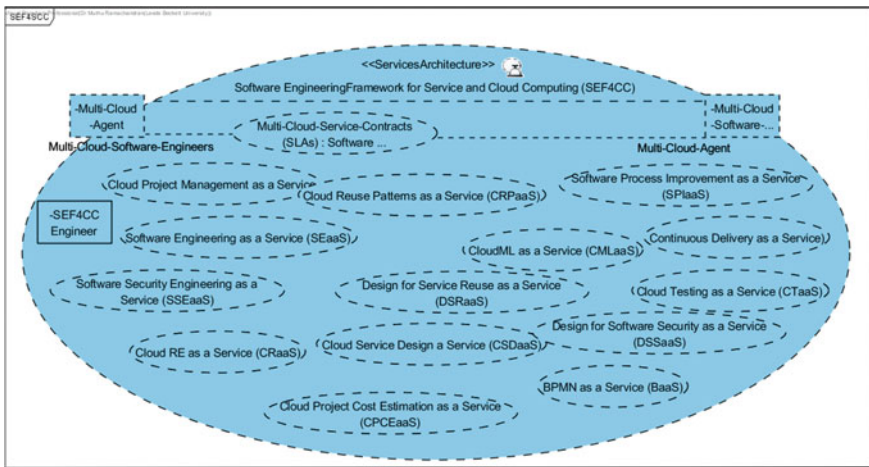 SEF4SCC
<<ServicesArchitecture>>
Software EngineeringFramework for Service and Cloud Computing (SEF4CC)
-Multi-Cloud
-Agent
-Multi-Cloud
-Software-...
Multi-Cloud-Service-Contracts
(SLAs) : Software ...
Multi-Cloud-Software-Engineers
Multi-Cloud-Agent
Cloud Project Management as a Service
Cloud Reuse Patterns as a Service (CRPaaS)
Software Process Improvement as a Service
(SPIaaS)
-SEF4CC
Engineer
Software Engineering as a Service (SEaaS)
CloudML as a Service (CMLaaS)
Continuous Delivery as a Service)
Software Security Engineering as a
Service (SSEaaS)
Design for Service Reuse as a Service
(DSRaaS)
Cloud Testing as a Service (CTaaS)
Design for Software Security as a Service
(DSSaaS)
Cloud RE as a Service (CRaaS)
Cloud Service Design a Service (CSDaaS)
BPMN as a Service (BaaS)
Cloud Project Cost Estimation as a Service
(CPCEaaS)